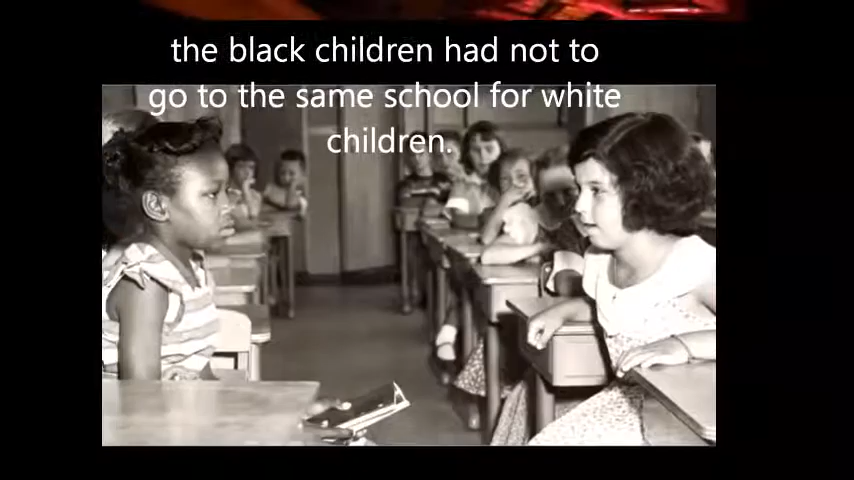 the black children had not to
go to the same school for white
children.